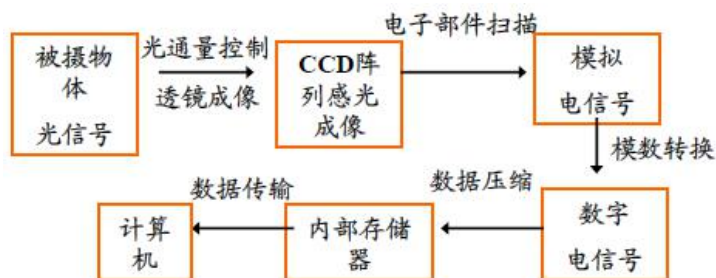 被摄物
体
光信号
光通量控制
透镜成像
CCD阵
列感光
成像
电子部件扫描
模拟
电信号
模数转换
数字
电信号
数据压缩
内部存储
器
数据传输
计算
机